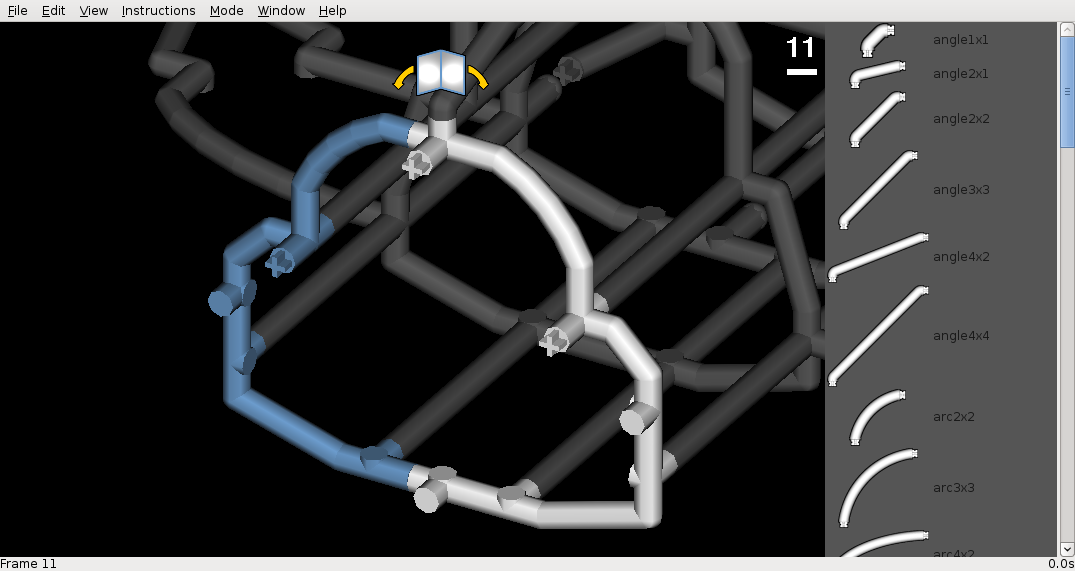 File Edit View Instructions Mode Window Help
11
angle1x1
angle2x1
angle2x2
angle3x3
angle4x2
angle4x4
arc2x2
arc3x3
arc4x2
Frame 11
0.0s